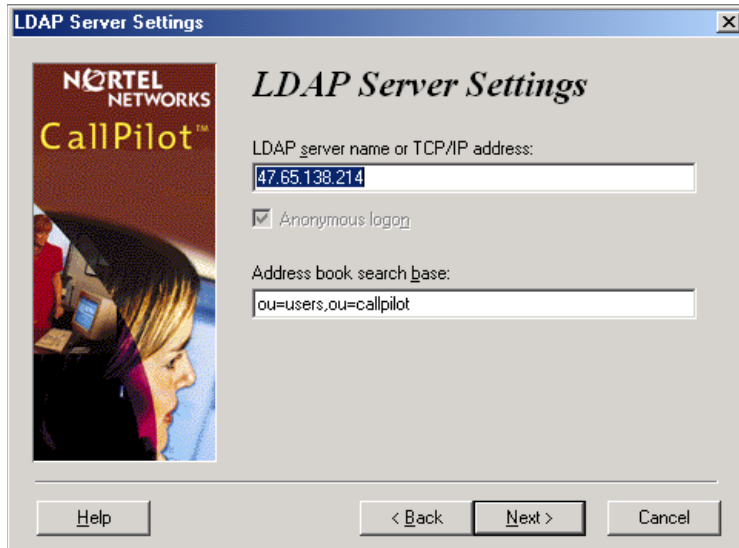 LDAP Server Settings
NORTEL
NETWORKS
CallPilot™
LDAP Server Settings
LDAP server name or TCP/IP address:
47.65.138.214
Anonymous logon
Address book search base:
ou=users,ou=callpilot
Help
< Back
Next >
Cancel